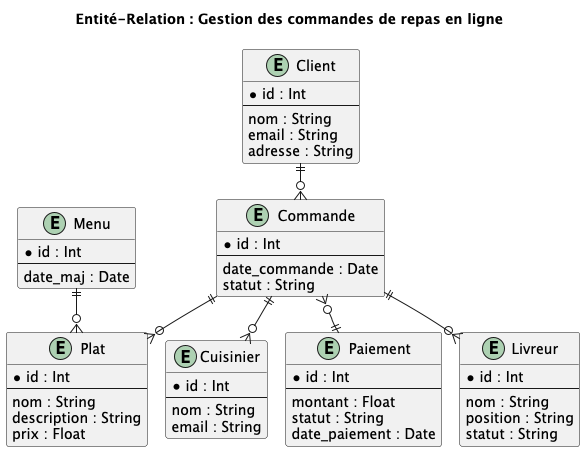 Entité-Relation : Gestion des commandes de repas en ligne
E Client
id : Int
nom : String
email : String
adresse : String
E Menu
id : Int
date_maj : Date
E Commande
id : Int
date_commande : Date
statut : String
E Plat
id : Int
nom : String
description : String
prix : Float
E Cuisinier
id : Int
nom : String
email : String
E Paiement
id : Int
montant : Float
statut : String
date_paiement : Date
E Livreur
id : Int
nom : String
position : String
statut : String